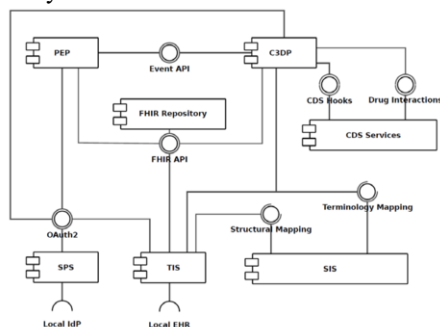 PEP
C3DP
Event API
CDS Hooks
Drug Interactions
FHIR Repository
CDS Services
FHIR API
Terminology Mapping
Structural Mapping
OAuth2
SPS
TIS
SIS
Local IdP
Local EHR